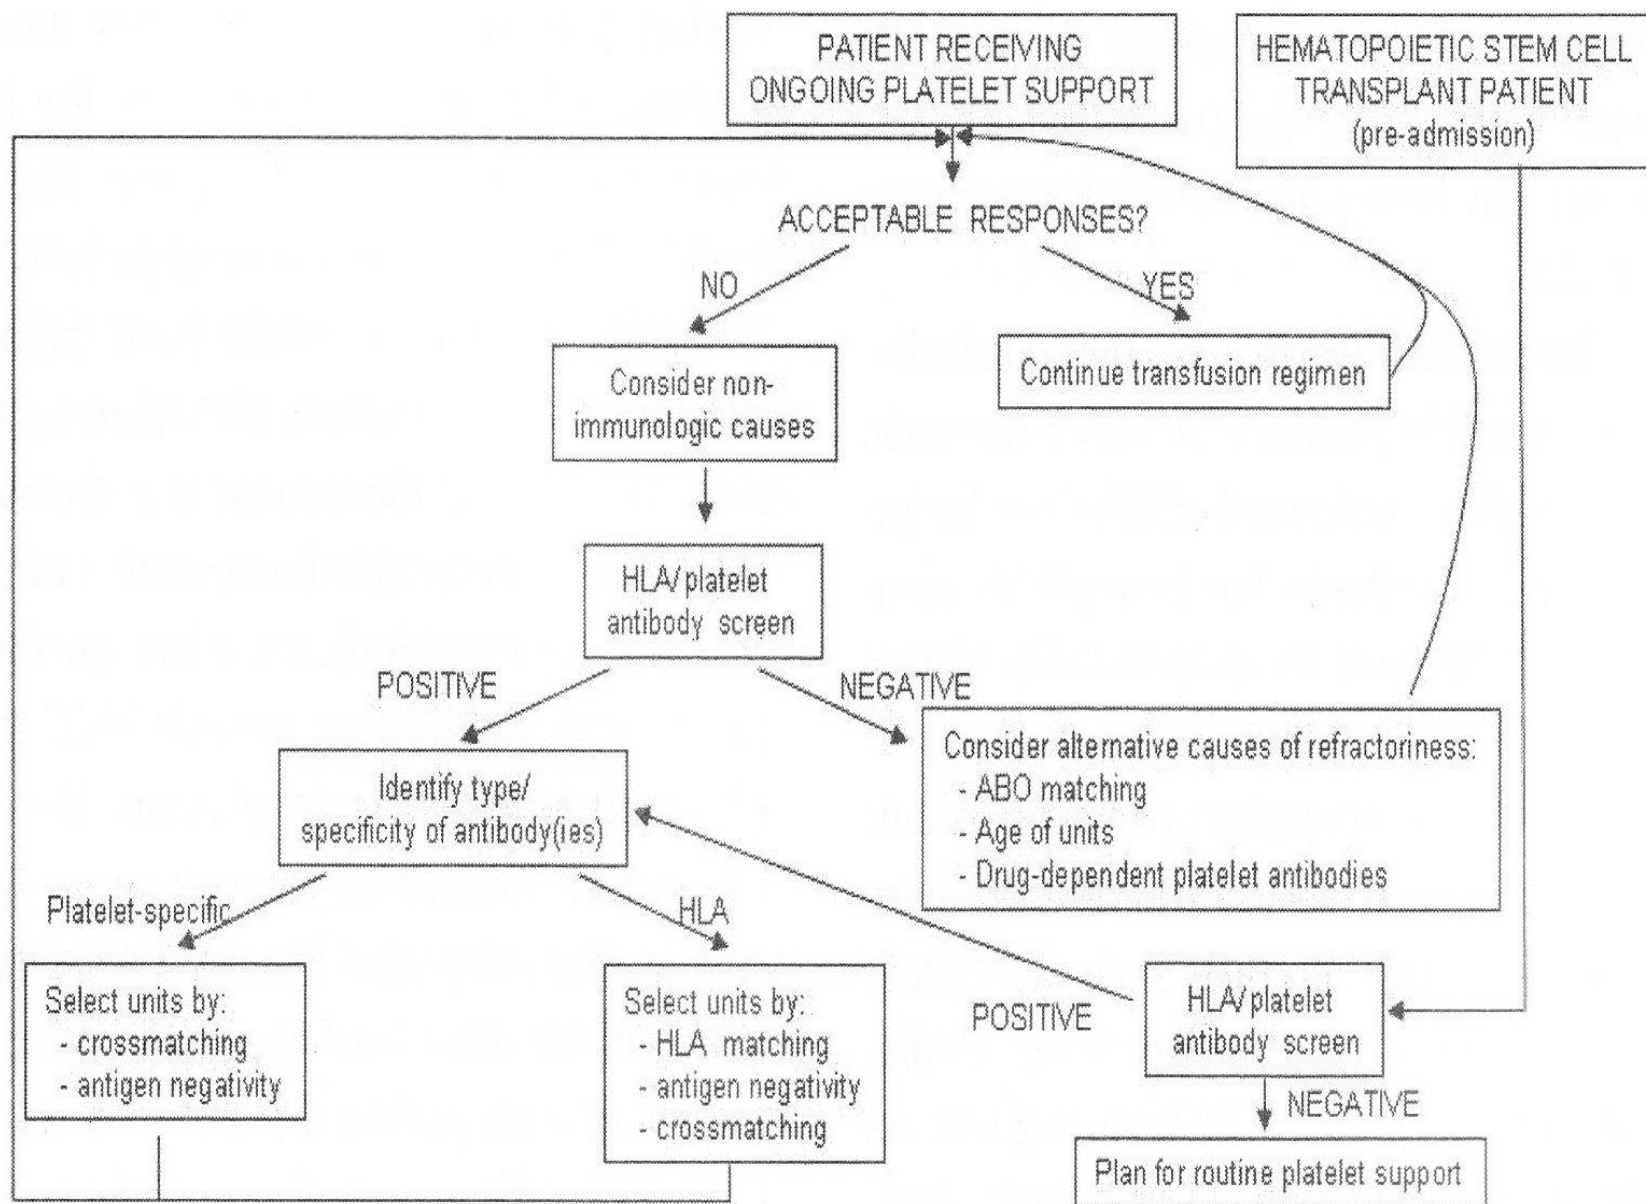 PATIENT RECEIVING
ONGOING PLATELET SUPPORT
HEMATOPOIETIC STEM CELL
TRANSPLANT PATIENT
(pre-admission)
ACCEPTABLE RESPONSES?
NO
YES
Consider non-
immunologic causes
Continue transfusion regimen
HLA/platelet
antibody screen
POSITIVE
NEGATIVE
Identify type/
specificity of antibody(ies)
Consider alternative causes of refractoriness:
- ABO matching
- Age of units
- Drug-dependent platelet antibodies
Platelet-specific
HLA
Select units by:
- crossmatching
- antigen negativity
Select units by:
- HLA matching
- antigen negativity
- crossmatching
POSITIVE
HLA/platelet
antibody screen
NEGATIVE
Plan for routine platelet support